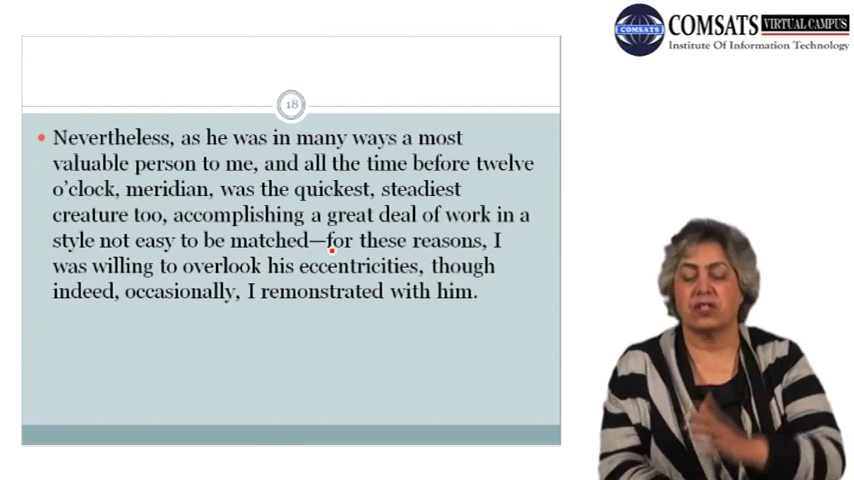 COMSATS VIRTUAL CAMPUS
COMSATS
Institute Of Information Technology
18
Nevertheless, as he was in many ways a most
valuable person to me, and all the time before twelve
o'clock, meridian, was the quickest, steadiest
creature too, accomplishing a great deal of work in a
style not easy to be matched—for these reasons, I
was willing to overlook his eccentricities, though
indeed, occasionally, I remonstrated with him.